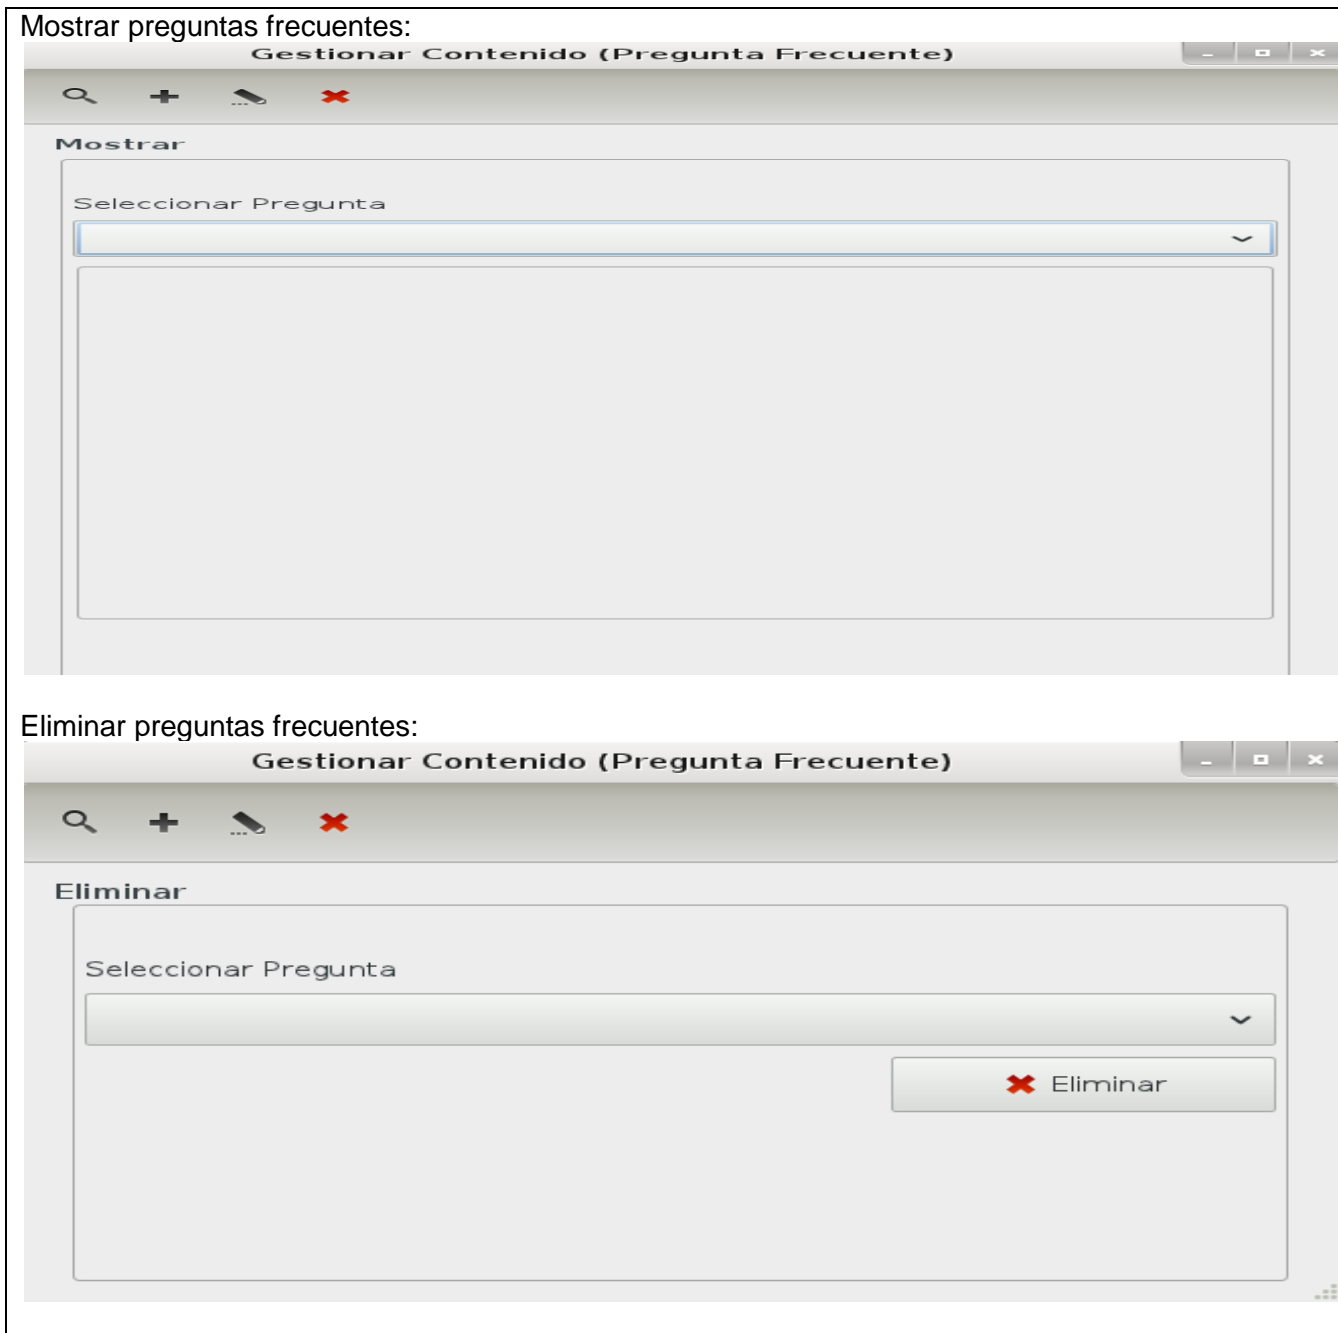 Mostrar preguntas frecuentes:
Gestionar Contenido (Pregunta Frecuente)
Mostrar
Seleccionar Pregunta
Eliminar preguntas frecuentes:
Gestionar Contenido (Pregunta Frecuente)
Eliminar
Seleccionar Pregunta
Eliminar